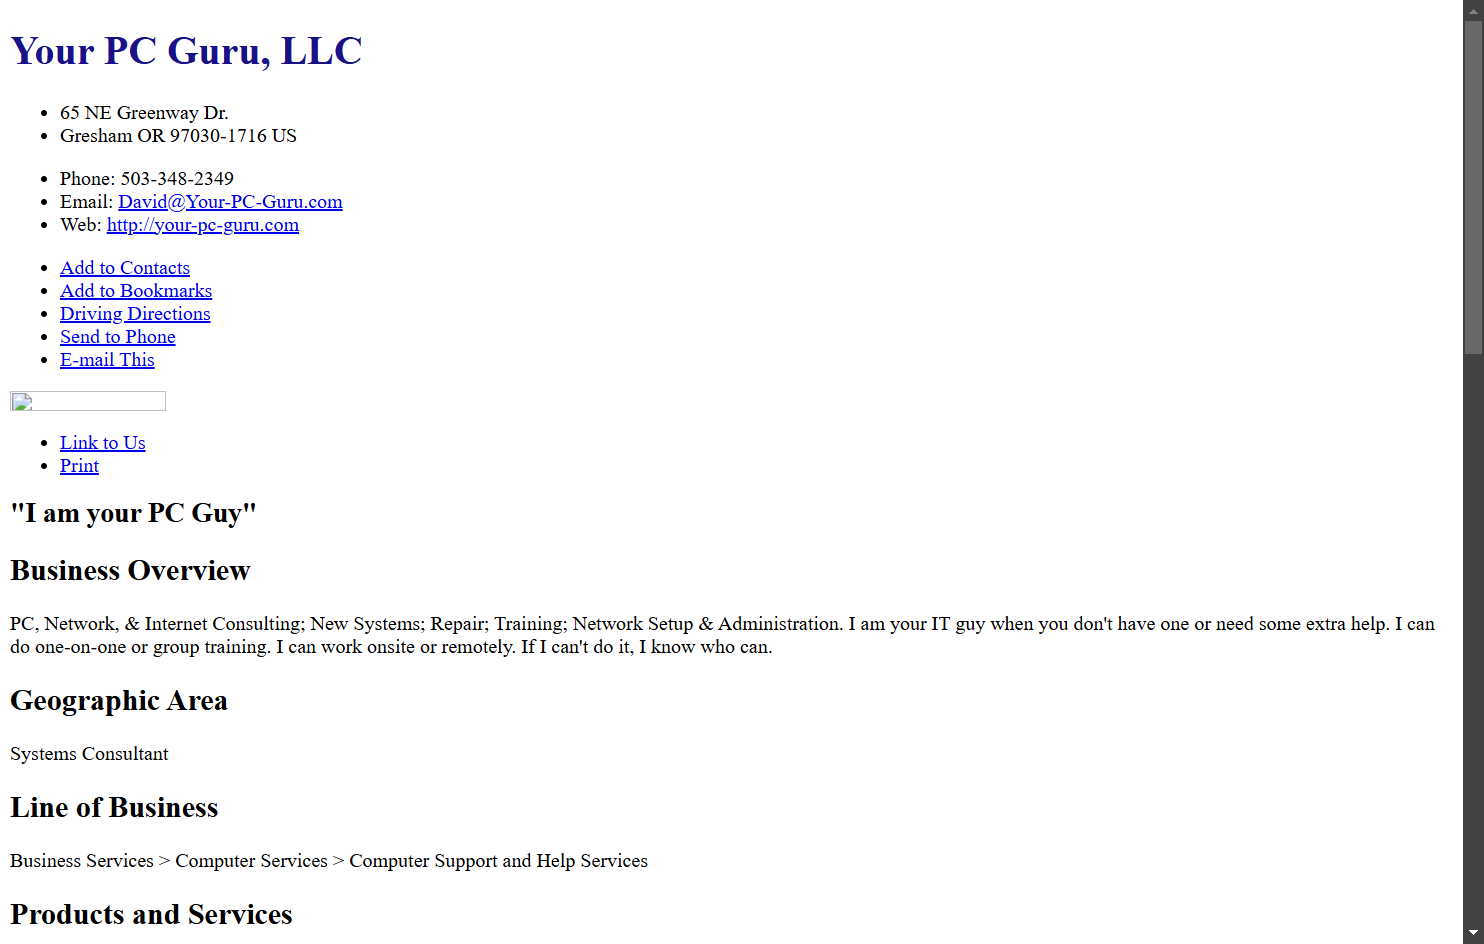 Your PC Guru, LLC
65 NE Greenway Dr.
Gresham OR 97030-1716 US
Phone: 503-348-2349
Email: David@Your-PC-Guru.com
Web: http://your-pc-guru.com
Add to Contacts
Add to Bookmarks
Driving Directions
Send to Phone
E-mail This
Link to Us
Print
"I am your PC Guy"
Business Overview
PC, Network, & Internet Consulting; New Systems; Repair; Training; Network Setup & Administration. I am your IT guy when you don't have one or need some extra help. I can
do one-on-one or group training. I can work onsite or remotely. If I can't do it, I know who can.
Geographic Area
Systems Consultant
Line of Business
Business Services > Computer Services > Computer Support and Help Services
Products and Services